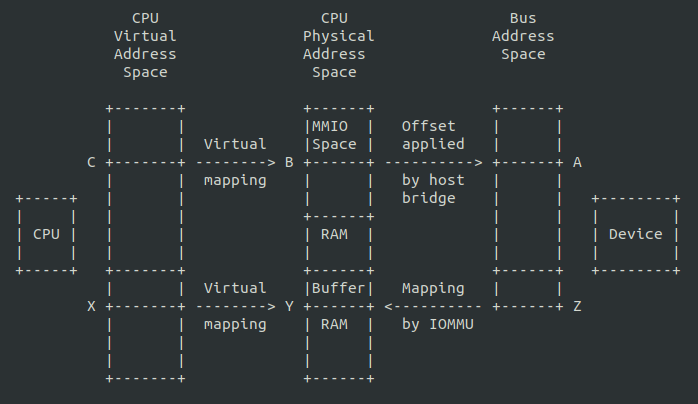 CPU CPU Bus
Virtual Physical Address
Address Address Space
Space Space
+-------+ +------+ +------+
| | |MMIO | Offset | |
| | Virtual |Space | applied | |
C +-------+ --------> B +------+ ----------> +------+ A
| | mapping | | by host | |
+-----+ | | | | bridge | | +--------+
| | | | +------+ | | | |
| CPU | | | | RAM | | | | Device |
| | | | | | | | | |
+-----+ +-------+ +------+ +------+ +--------+
| | Virtual |Buffer| Mapping | |
X +-------+ --------> Y +------+ <---------- +------+ Z
| | mapping | RAM | by IOMMU
| | | |
| | | |
+-------+ +------+